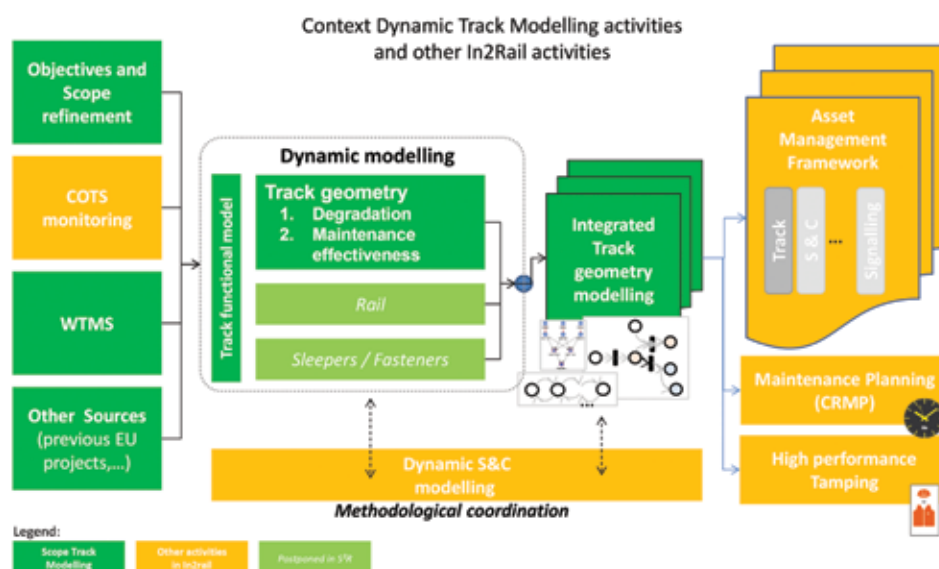 Context Dynamic Track Modelling activities
and other In2Rail activities
Objectives and
Scope
refinement
COTS
monitoring
WTMS
Other Sources
(previous EU
projects,...)
Dynamic modelling
Track functional model
Track geometry
1. Degradation
2. Maintenance
effectiveness
Rail
Sleepers / Fasteners
Integrated
Track
geometry
modelling
...
Asset
Management
Framework
Track
S & C
...
Signalling
Maintenance Planning
(CRMP)
High performance
Tamping
Dynamic S&C
modelling
Methodological coordination
Legend:
Scope Track
Modelling
Other activities
in In2rail
Postponed in S²R